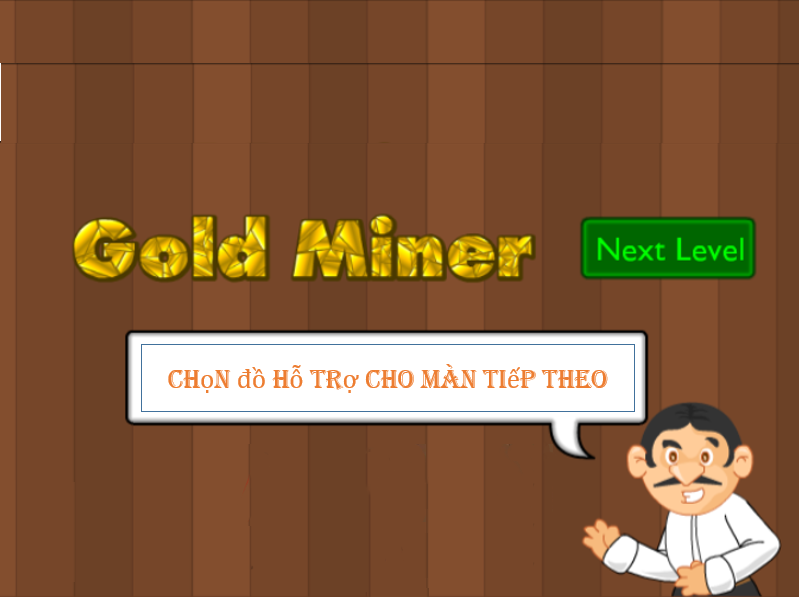 Gold Miner
Next Level
CHỌN Đồ HỖ TRỢ CHO MÀN TIếP THEO